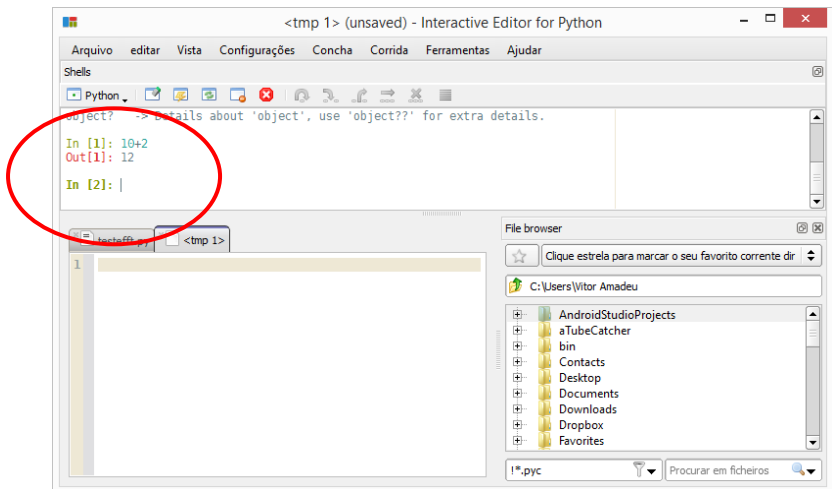 <tmp 1> (unsaved) - Interactive Editor for Python
Arquivo editar Vista Configurações Concha Corrida Ferramentas Ajudar
Shells
Python
object? -> Details about 'object', use 'object??' for extra details.
In [1]: 10+2
Out[1]: 12
In [2]:
testefft.py <tmp 1>
1
File browser
Clique estrela para marcar o seu favorito corrente dir
C:\Users\Vitor Amadeu
AndroidStudioProjects
aTubeCatcher
bin
Contacts
Desktop
Documents
Downloads
Dropbox
Favorites
!*.pyc Procurar em ficheiros